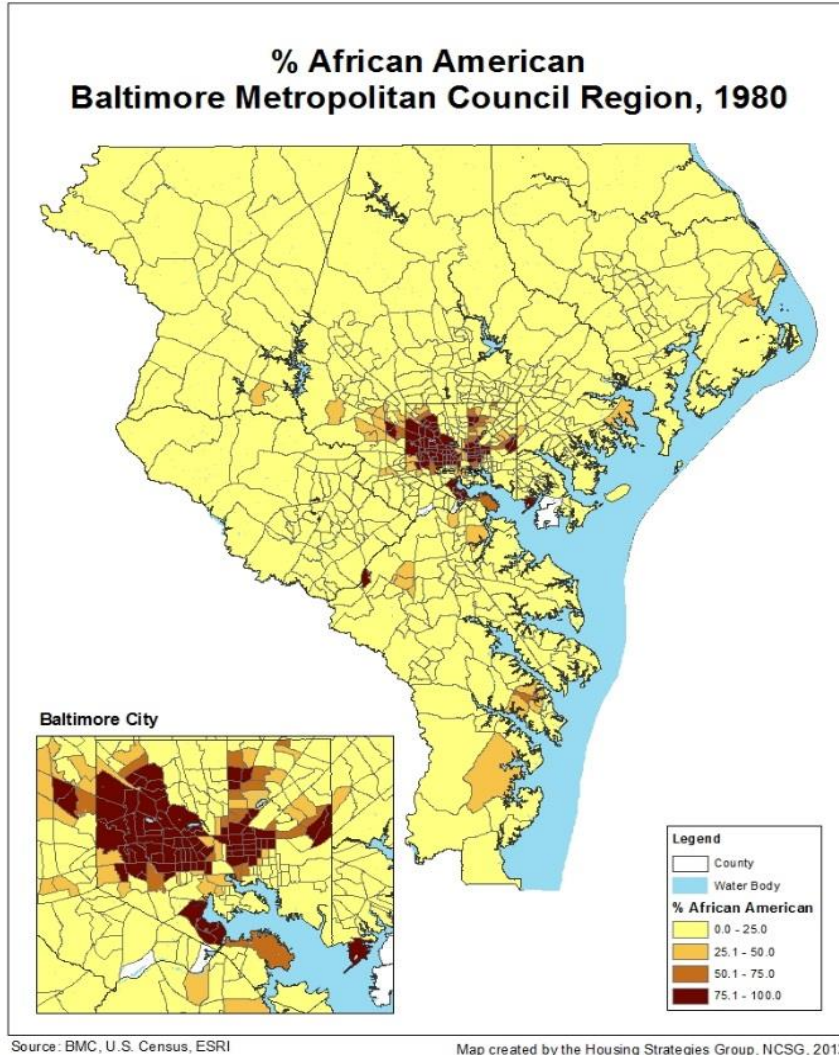 % African American
Baltimore Metropolitan Council Region, 1980
Baltimore City
Legend
County
Water Body
% African American
0.0 - 25.0
25.1 - 50.0
50.1 - 75.0
75.1 - 100.0
Source: BMC, U.S. Census, ESRI
Map created by the Housing Strategies Group, NCSG,